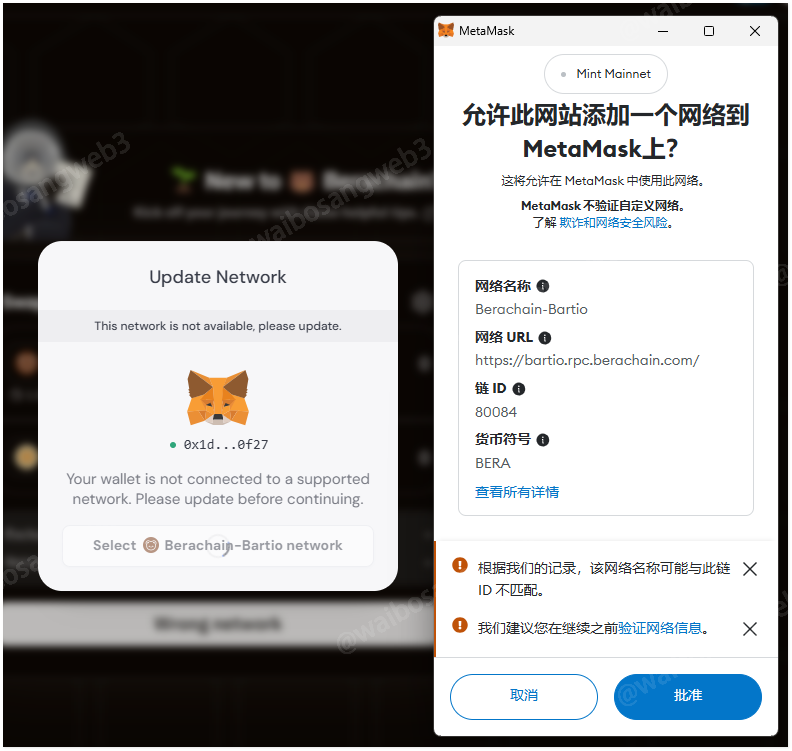 New to Berachain
Update Network
This network is not available, please update.
0x1d...0f27
Your wallet is not connected to a supported
network. Please update before continuing.
Select Berachain-Bartio network
Wrong network
MetaMask
Mint Mainnet
允许此网站添加一个网络到
MetaMask上?
这将允许在 MetaMask 中使用此网络。
MetaMask 不验证自定义网络。
了解 欺诈和网络安全风险。
网络名称
Berachain-Bartio
网络 URL
https://bartio.rpc.berachain.com/
链 ID
80084
货币符号
BERA
查看所有详情
根据我们的记录，该网络名称可能与此链
ID 不匹配。
我们建议您在继续之前验证网络信息。
取消
批准
@waibosangweb3